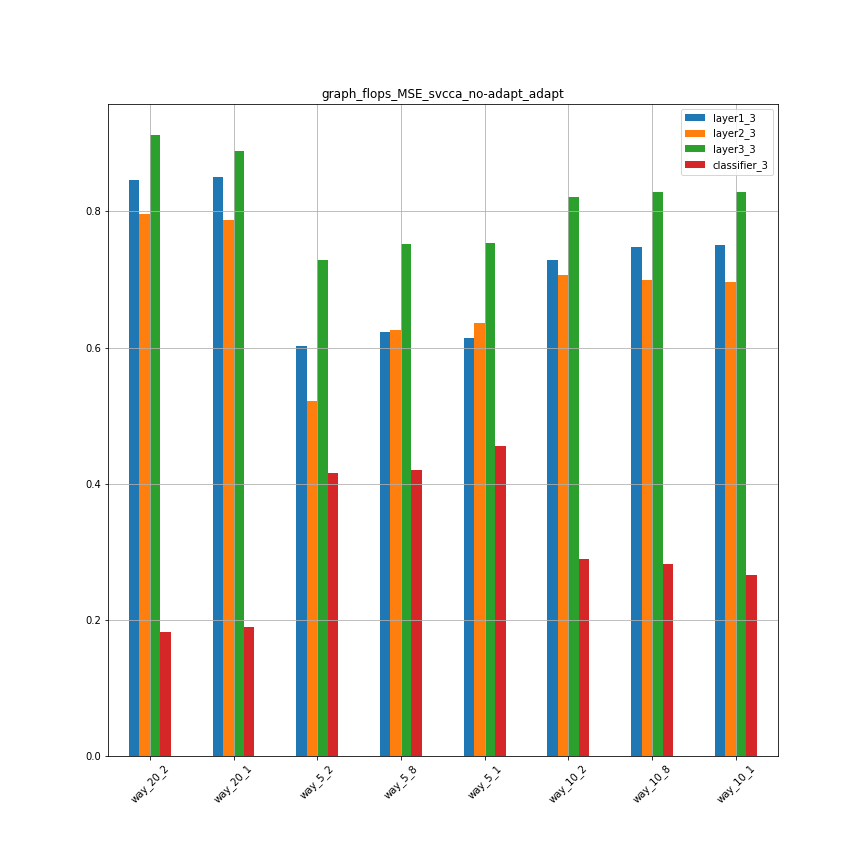 graph_flops_MSE_svcca_no-adapt_adapt
layer1_3
layer2_3
layer3_3
classifier_3
0.8
0.6
0.4
0.2
0.0
way_20_2
way_20_1
way_5_2
way_5_8
way_5_1
way_10_2
way_10_8
way_10_1